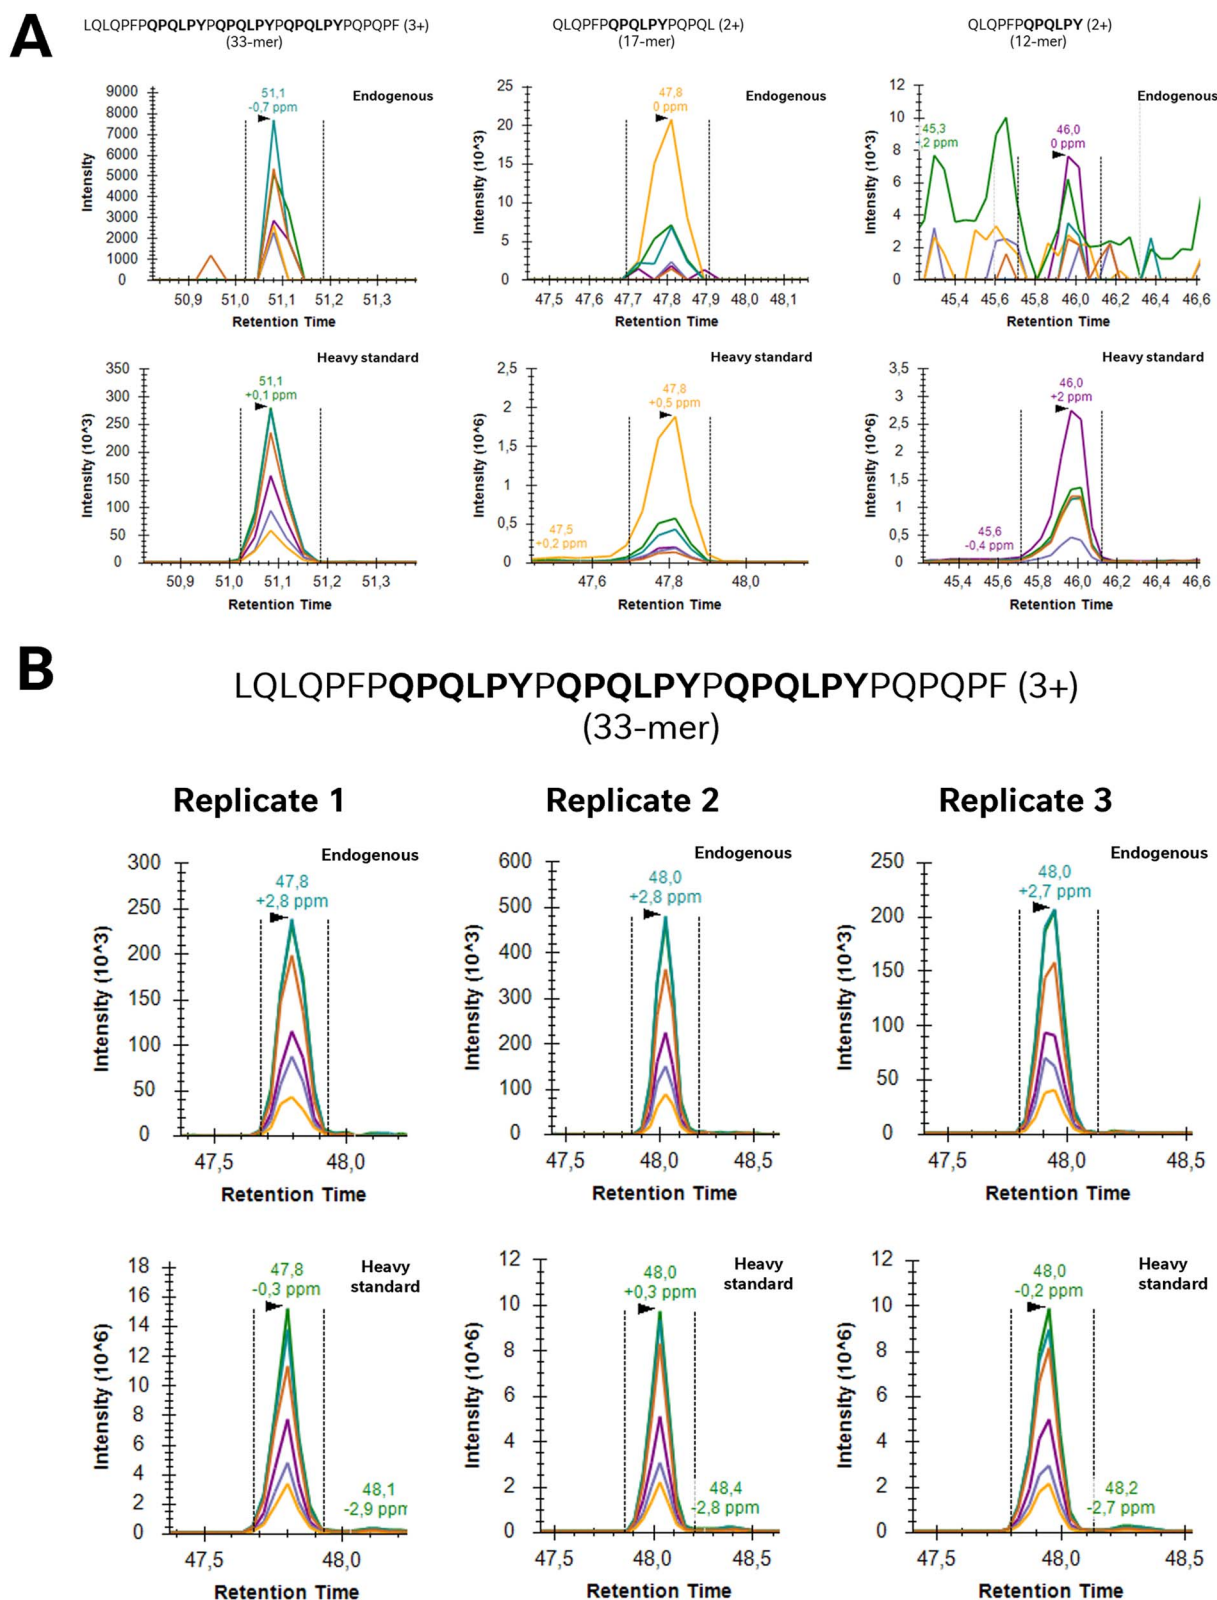 A
LQLQPFPQPQLPYPQPQLPYPQPQLPYPQPQPF (3+)
(33-mer)
QLQPFPQPQLPYPQPQL (2+)
(17-mer)
QLQPFPQPQLPY (2+)
(12-mer)
Endogenous
51,1
-0,7 ppm
Intensity
9000
8000
7000
6000
5000
4000
3000
2000
1000
0
50,9 51,0 51,1 51,2 51,3
Retention Time
Endogenous
47,8
0 ppm
Intensity (10^3)
25
20
15
10
5
0
47,5 47,6 47,7 47,8 47,9 48,0 48,1
Retention Time
Endogenous
45,3
,2 ppm
46,0
0 ppm
Intensity (10^3)
12
10
8
6
4
2
0
45,4 45,6 45,8 46,0 46,2 46,4 46,6
Retention Time
Heavy standard
51,1
+0,1 ppm
Intensity (10^3)
350
300
250
200
150
100
50
0
50,9 51,0 51,1 51,2 51,3
Retention Time
Heavy standard
47,8
+0,5 ppm
47,5
+0,2 ppm
Intensity (10^6)
2,5
2
1,5
1
0,5
0
47,6 47,8 48,0
Retention Time
Heavy standard
46,0
+2 ppm
45,6
-0,4 ppm
Intensity (10^6)
3,5
3
2,5
2
1,5
1
0,5
0
45,4 45,6 45,8 46,0 46,2 46,4 46,6
Retention Time
B
LQLQPFPQPQLPYPQPQLPYPQPQLPYPQPQPF (3+)
(33-mer)
Replicate 1
Replicate 2
Replicate 3
Endogenous
47,8
+2,8 ppm
Intensity (10^3)
300
250
200
150
100
50
0
47,5 48,0
Retention Time
Endogenous
48,0
+2,8 ppm
Intensity (10^3)
600
500
400
300
200
100
0
47,5 48,0 48,5
Retention Time
Endogenous
48,0
+2,7 ppm
Intensity (10^3)
250
200
150
100
50
0
47,5 48,0 48,5
Retention Time
Heavy
standard
47,8
-0,3 ppm
48,1
-2,9 ppm
Intensity (10^6)
18
16
14
12
10
8
6
4
2
0
47,5 48,0
Retention Time
Heavy
standard
48,0
+0,3 ppm
48,4
-2,8 ppm
Intensity (10^6)
12
10
8
6
4
2
0
47,5 48,0 48,5
Retention Time
Heavy
standard
48,0
-0,2 ppm
48,2
-2,7 ppm
Intensity (10^6)
12
10
8
6
4
2
0
47,5 48,0 48,5
Retention Time